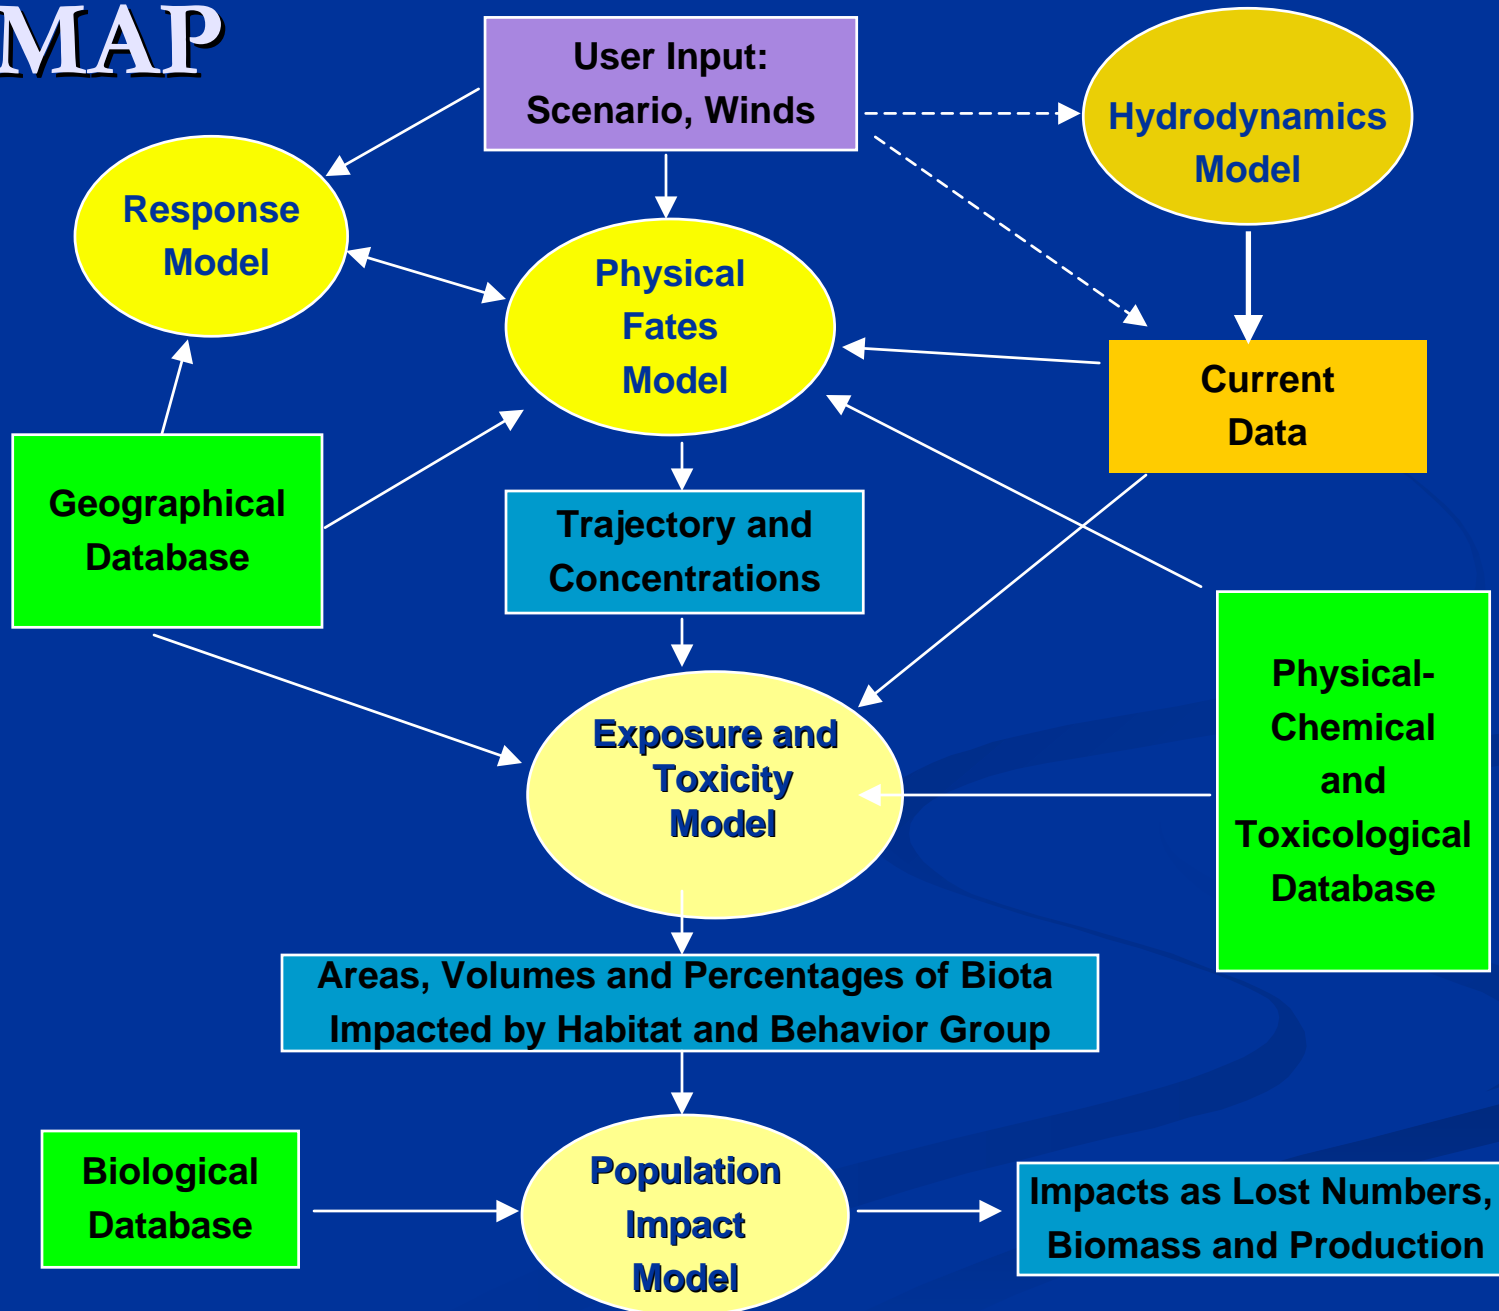 MAP
User Input:
Scenario, Winds
Hydrodynamics
Model
Response
Model
Physical
Fates
Model
Current
Data
Geographical
Database
Trajectory and
Concentrations
Physical-
Chemical
and
Toxicological
Database
Exposure and
Toxicity
Model
Areas, Volumes and Percentages of Biota
Impacted by Habitat and Behavior Group
Biological
Database
Population
Impact
Model
Impacts as Lost Numbers,
Biomass and Production